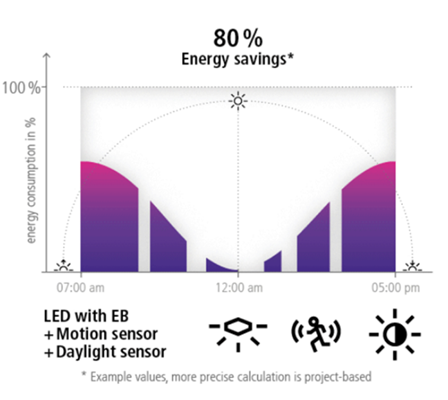 80 %
Energy savings*
100 %
energy consumption in %
07:00 am
12:00 am
05:00 pm
LED with EB
+ Motion sensor
+ Daylight sensor
* Example values, more precise calculation is project-based